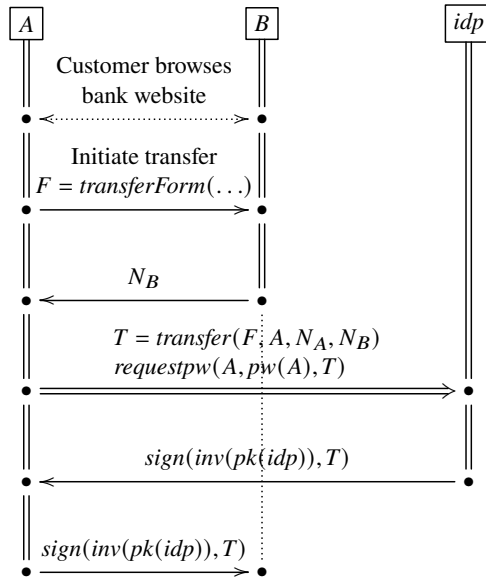 A B idp
Customer browses
bank website
Initiate transfer
F = transferForm(...)
N_B
T = transfer(F, A, N_A, N_B)
requestpw(A, pw(A), T)
sign(inv(pk(idp)), T)
sign(inv(pk(idp)), T)